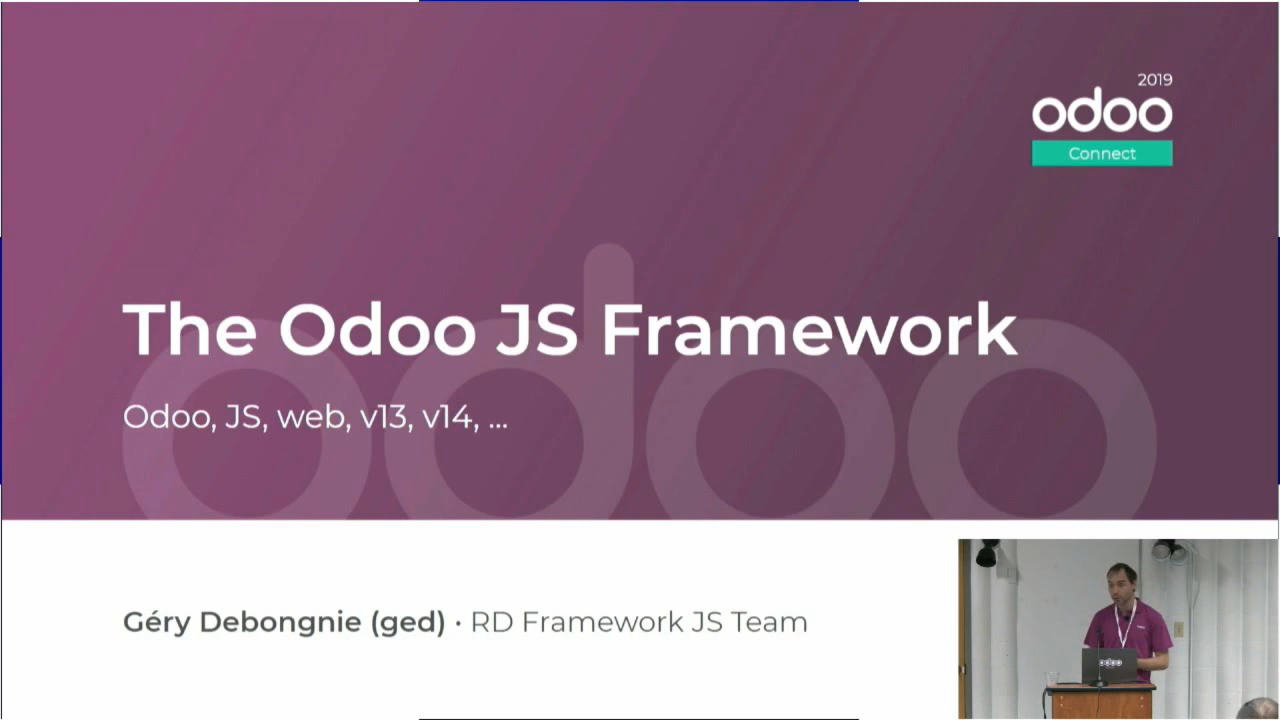 2019
odoo
Connect
The Odoo JS Framework
Odoo, JS, web, v13, v14, ...
Géry Debongnie (ged) · RD Framework JS Team
odoo